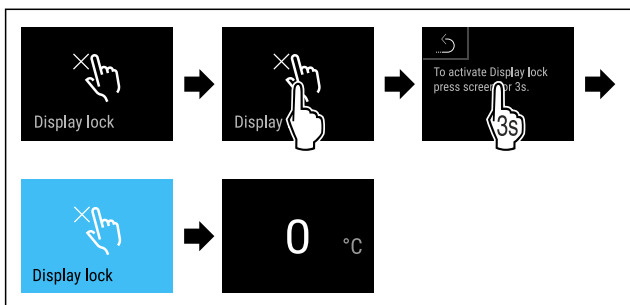 Display lock
Display
To activate Display lock
press screen for 3s.
3s
Display lock
0 °C